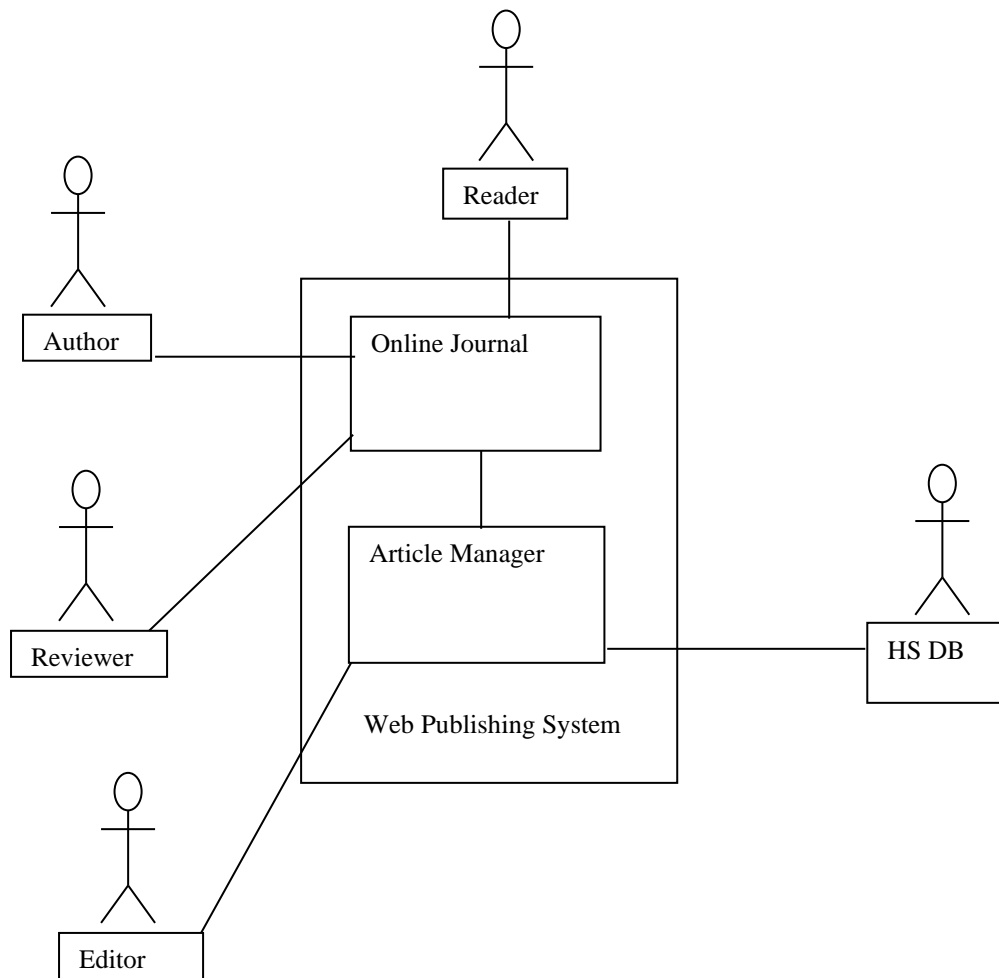 Reader
Author
Online Journal
Article Manager
Reviewer
HS DB
Web Publishing System
Editor